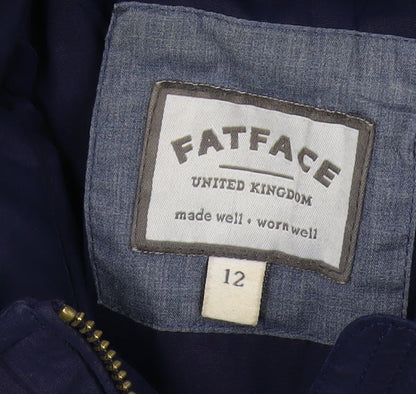 FATFACE
UNITED KINGDOM
made well • worn well
12